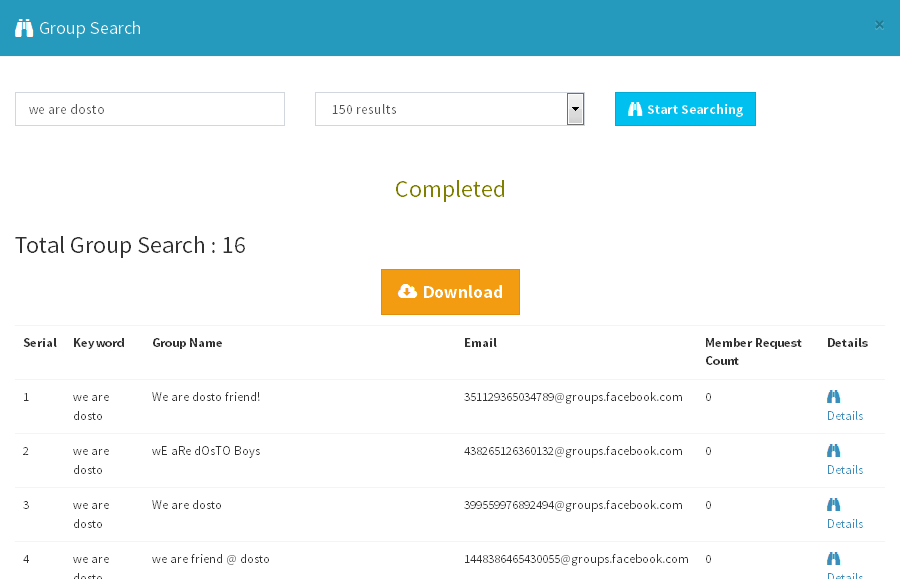 Group Search
×
we are dosto
150 results
Start Searching
Completed
Total Group Search : 16
Download
Serial Keyword Group Name Email Member Request Count Details
1 we are dosto We are dosto friend! 351129365034789@groups.facebook.com 0 Details
2 we are dosto wE aRe dOsTO Boys 438265126360132@groups.facebook.com 0 Details
3 we are dosto We are dosto 399559976892494@groups.facebook.com 0 Details
4 we are dosto we are friend @ dosto 1448386465430055@groups.facebook.com 0 Details